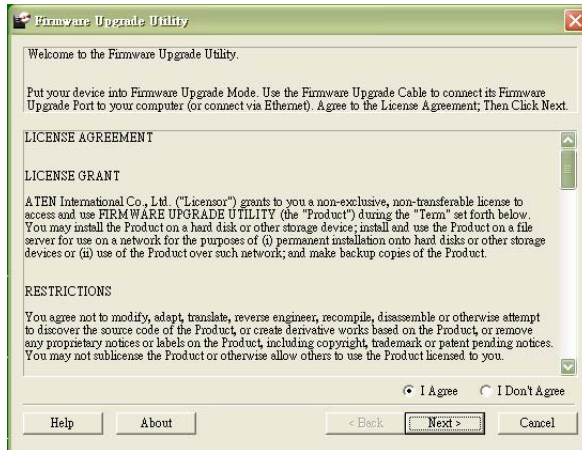 Firmware Upgrade Utility
Welcome to the Firmware Upgrade Utility.
Put your device into Firmware Upgrade Mode. Use the Firmware Upgrade Cable to connect its Firmware
Upgrade Port to your computer (or connect via Ethernet). Agree to the License Agreement; Then Click Next.
LICENSE AGREEMENT
LICENSE GRANT
ATEN International Co., Ltd. ("Licensor") grants to you a non-exclusive, non-transferable license to
access and use FIRMWARE UPGRADE UTILITY (the "Product") during the "Term" set forth below.
You may install the Product on a hard disk or other storage device; install and use the Product on a file
server for use on a network for the purposes of (i) permanent installation onto hard disks or other storage
devices or (ii) use of the Product over such network; and make backup copies of the Product.
RESTRICTIONS
You agree not to modify, adapt, translate, reverse engineer, recompile, disassemble or otherwise attempt
to discover the source code of the Product, or create derivative works based on the Product, or remove
any proprietary notices or labels on the Product, including copyright, trademark or patent pending notices.
You may not sublicense the Product or otherwise allow others to use the Product licensed to you.
I Agree I Don't Agree
Help About < Back Next > Cancel